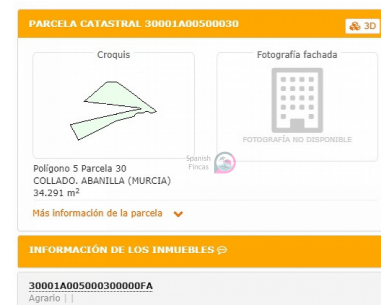 PARCELA CATASTRAL 30001A00500030
3D
Croquis
Fotografía fachada
FOTOGRAFÍA NO DISPONIBLE
Spanish
Fincas
Polígono 5 Parcela 30
COLLADO. ABANILLA (MURCIA)
34.291 m²
Más información de la parcela
INFORMACIÓN DE LOS INMUEBLES
30001A005000300000FA
Agrario | |